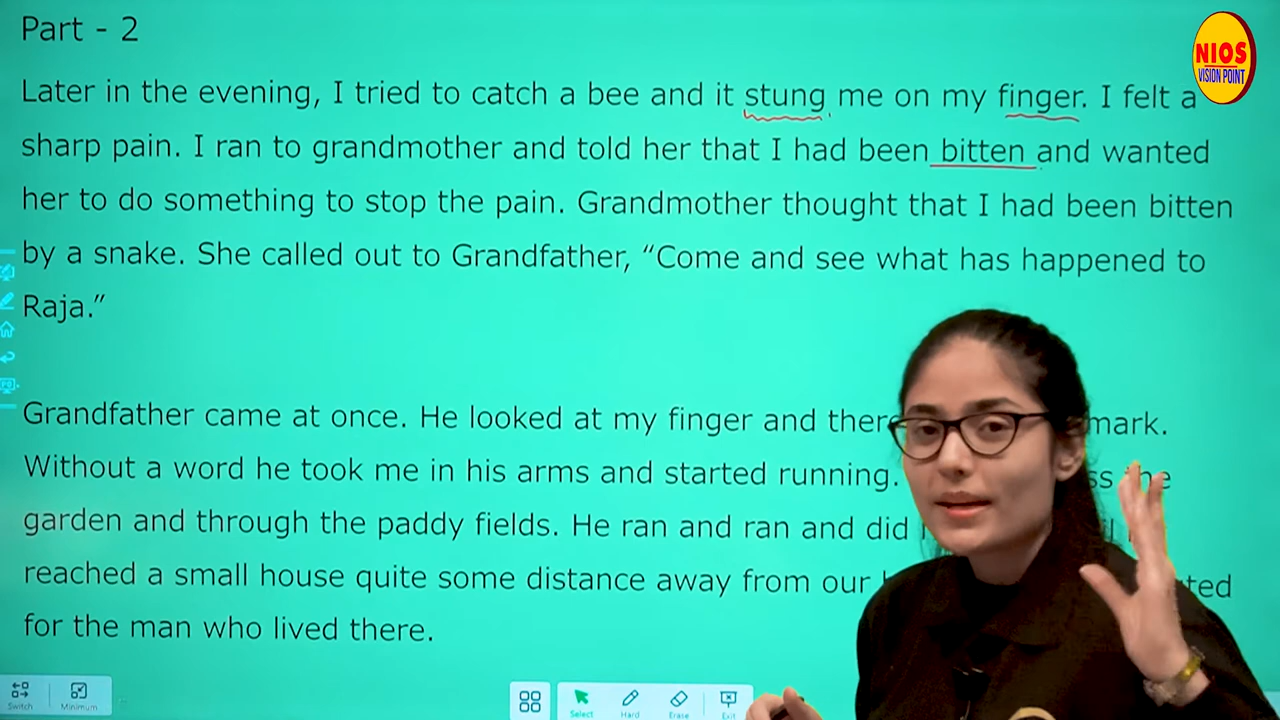 Part - 2
NIOS
VISION POINT
Later in the evening, I tried to catch a bee and it stung me on my finger. I felt a
sharp pain. I ran to grandmother and told her that I had been bitten and wanted
her to do something to stop the pain. Grandmother thought that I had been bitten
by a snake. She called out to Grandfather, “Come and see what has happened to
Raja.”
Grandfather came at once. He looked at my finger and there mark.
Without a word he took me in his arms and started running. the
garden and through the paddy fields. He ran and ran and did
reached a small house quite some distance away from our
for the man who lived there.
Switch
Minimum
Select
Hard
Erase
Exit